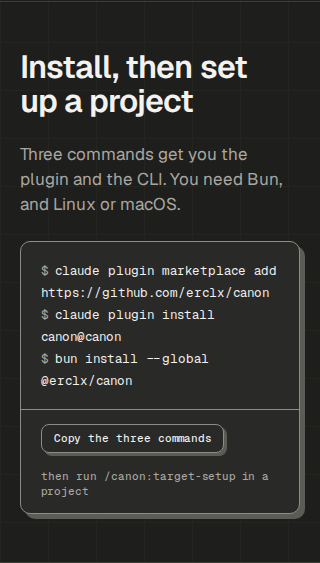 Install, then set
up a project
Three commands get you the
plugin and the CLI. You need Bun,
and Linux or macOS.
$ claude plugin marketplace add
https://github.com/erclx/canon
$ claude plugin install
canon@canon
$ bun install --global
@erclx/canon
Copy the three commands
then run /canon:target-setup in a
project